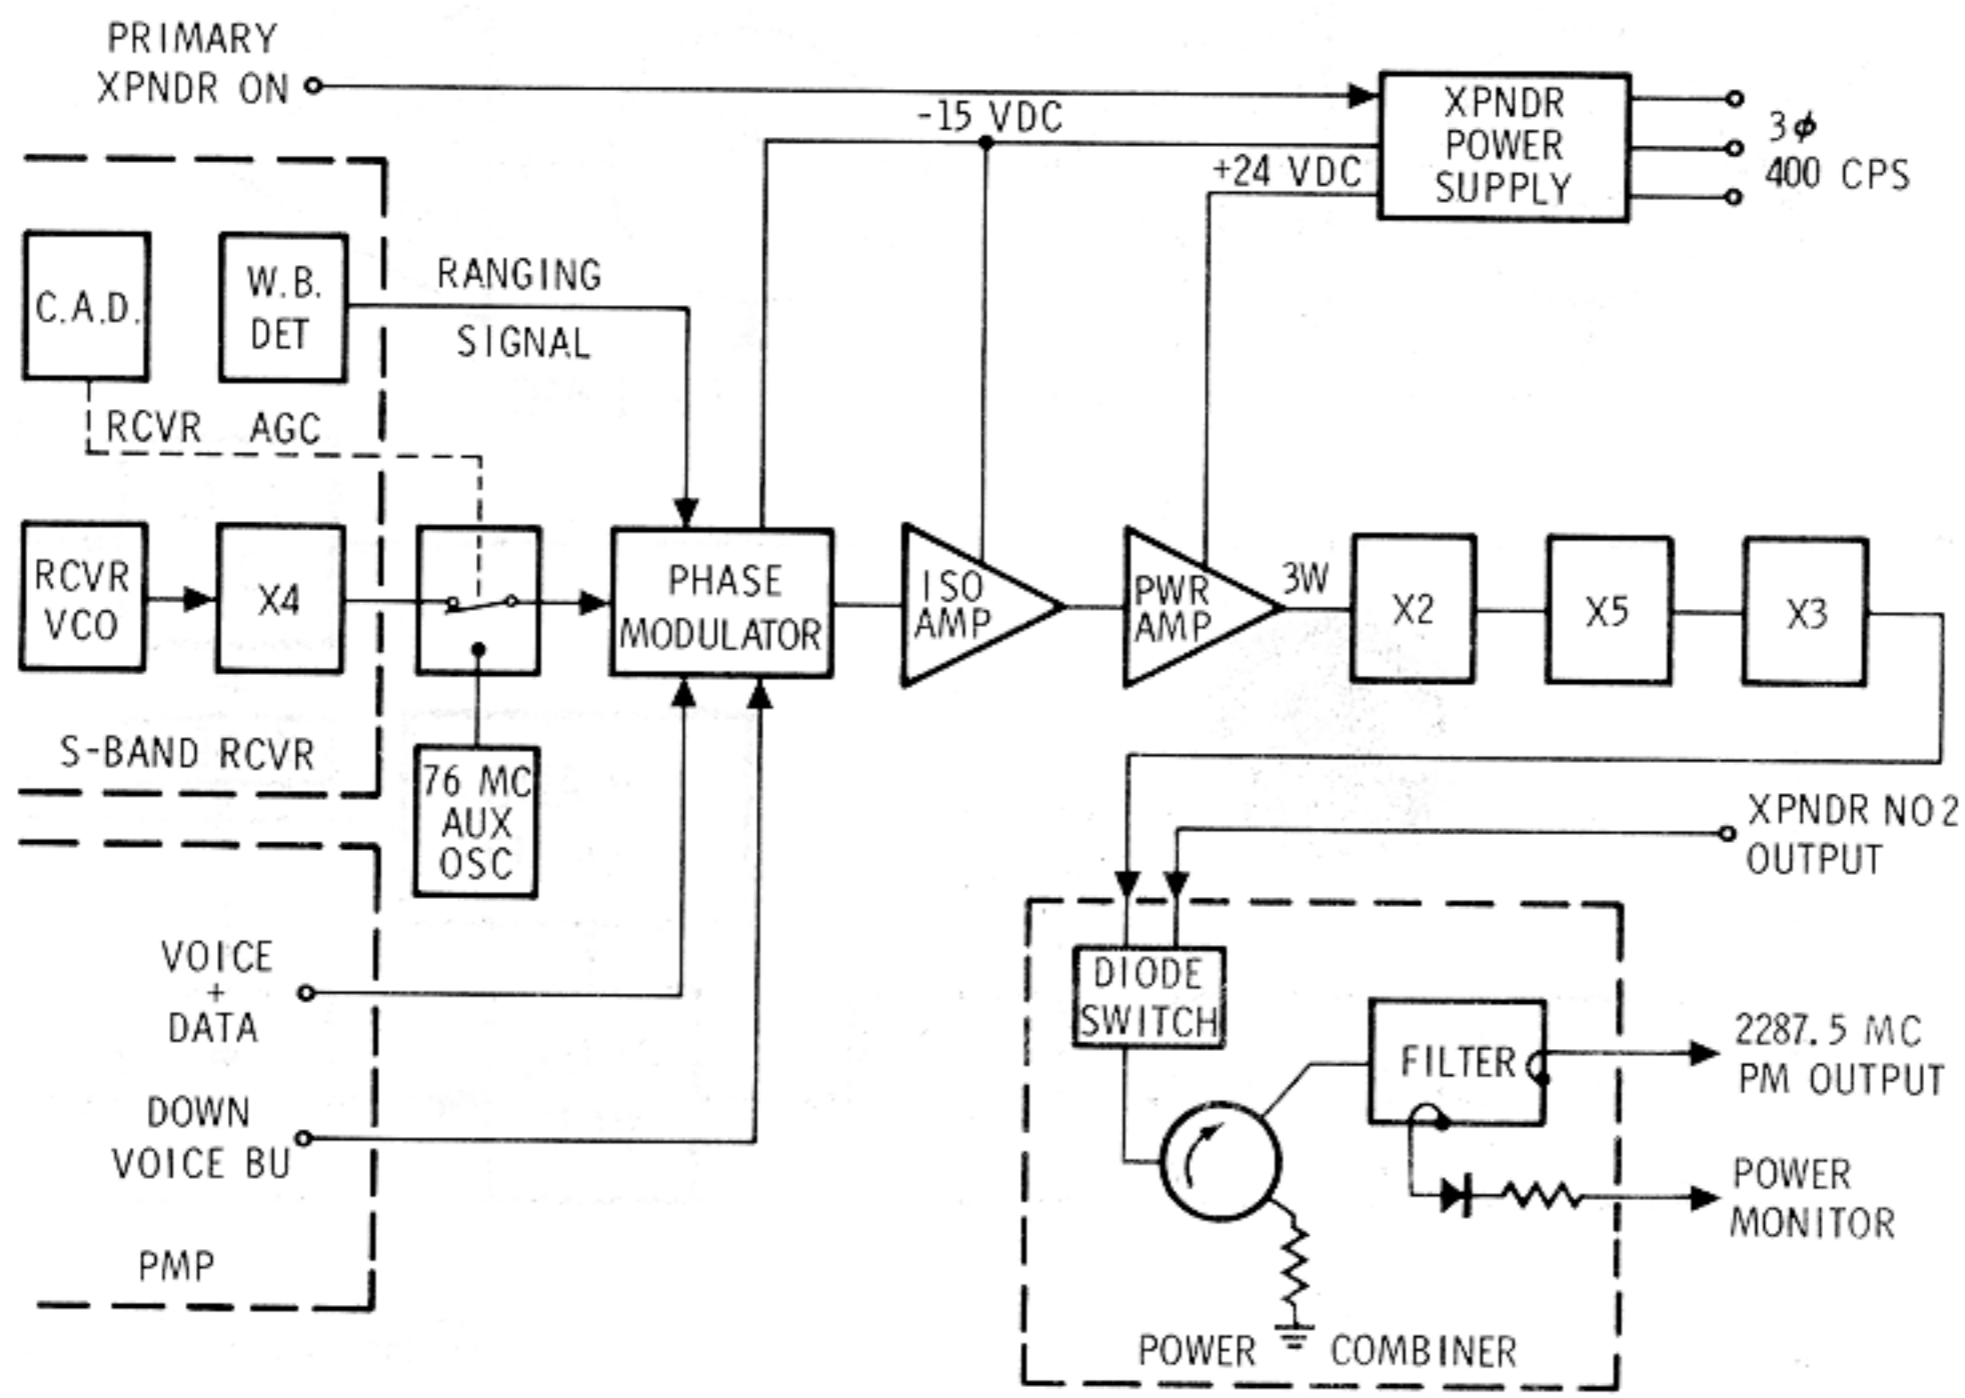 PRIMARY
XPNDR ON
-15 VDC
+24 VDC
XPNDR
POWER
SUPPLY
3ϕ
400 CPS
C.A.D.
W.B.
DET
RANGING
SIGNAL
RCVR AGC
RCVR
VCO
X4
PHASE
MODULATOR
ISO
AMP
PWR
AMP
3W
X2
X5
X3
S-BAND RCVR
76 MC
AUX
OSC
XPNDR NO 2
OUTPUT
VOICE
+
DATA
DOWN
VOICE BU
PMP
DIODE
SWITCH
FILTER
2287.5 MC
PM OUTPUT
POWER
MONITOR
POWER COMBINER